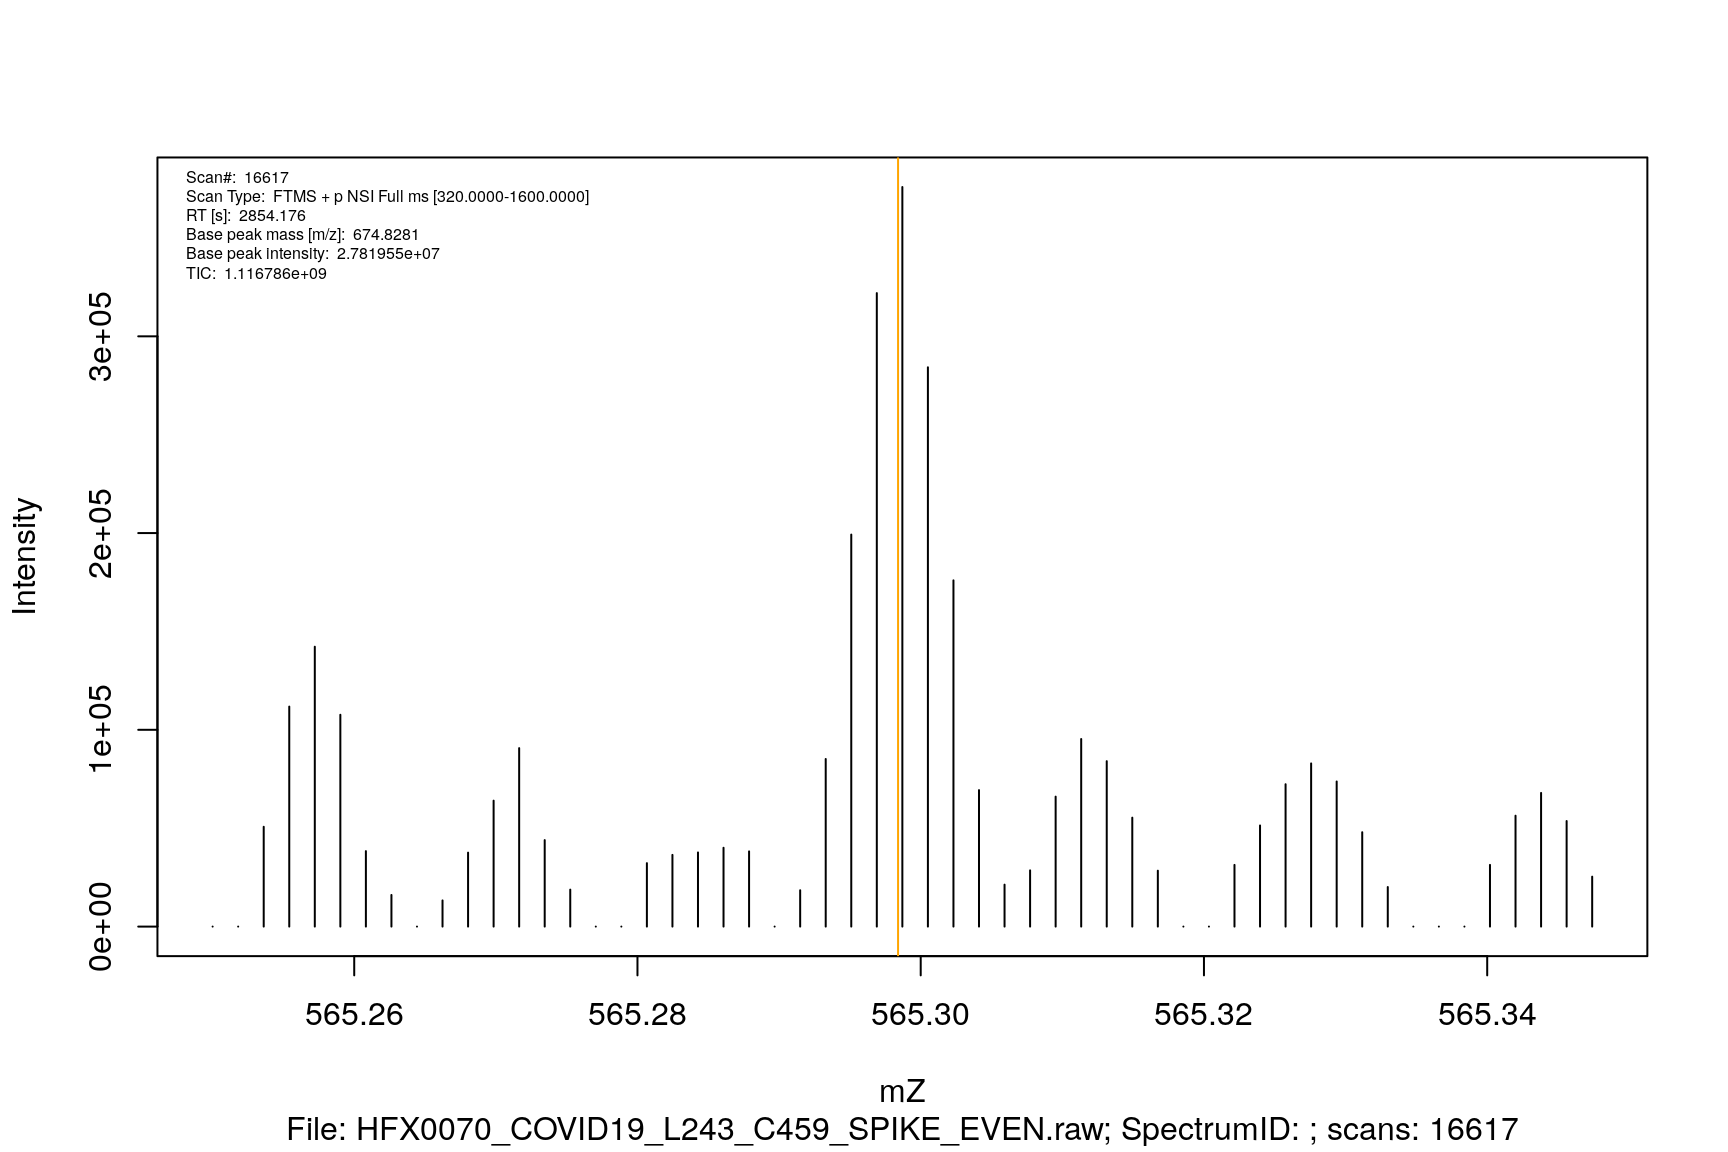 Scan#: 16617
Scan Type: FTMS + p NSI Full ms [320.0000-1600.0000]
RT [s]: 2854.176
Base peak mass [m/z]: 674.8281
Base peak intensity: 2.781955e+07
TIC: 1.116786e+09
3e+05
2e+05
1e+05
0e+00
Intensity
565.26 565.28 565.30 565.32 565.34
mZ
File: HFX0070_COVID19_L243_C459_SPIKE_EVEN.raw; SpectrumID: ; scans: 16617